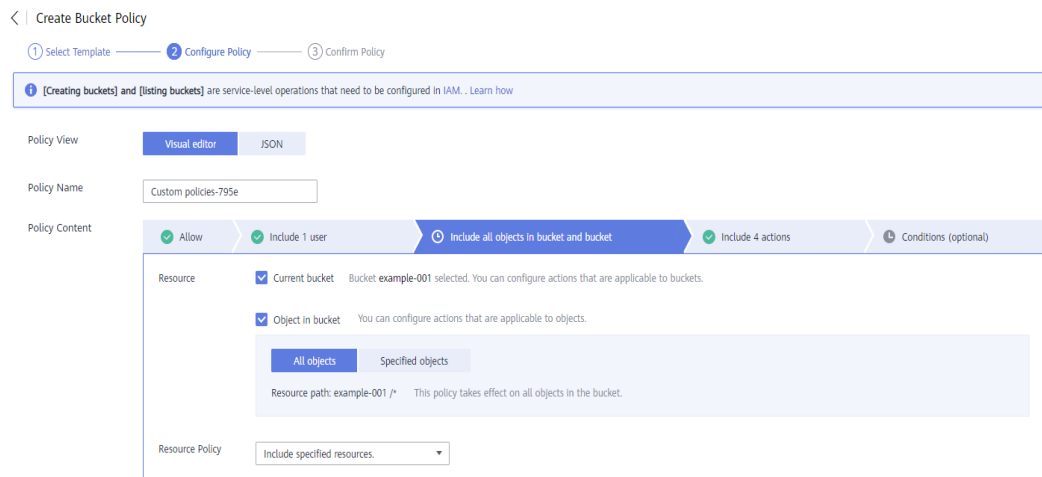 Create Bucket Policy
1 Select Template 2 Configure Policy 3 Confirm Policy
[Creating buckets] and [listing buckets] are service-level operations that need to be configured in IAM. . Learn how
Policy View Visual editor JSON
Policy Name Custom policies-795e
Policy Content Allow Include 1 user Include all objects in bucket and bucket Include 4 actions Conditions (optional)
Resource Current bucket Bucket example-001 selected. You can configure actions that are applicable to buckets.
Object in bucket You can configure actions that are applicable to objects.
All objects Specified objects
Resource path: example-001 /* This policy takes effect on all objects in the bucket.
Resource Policy Include specified resources.